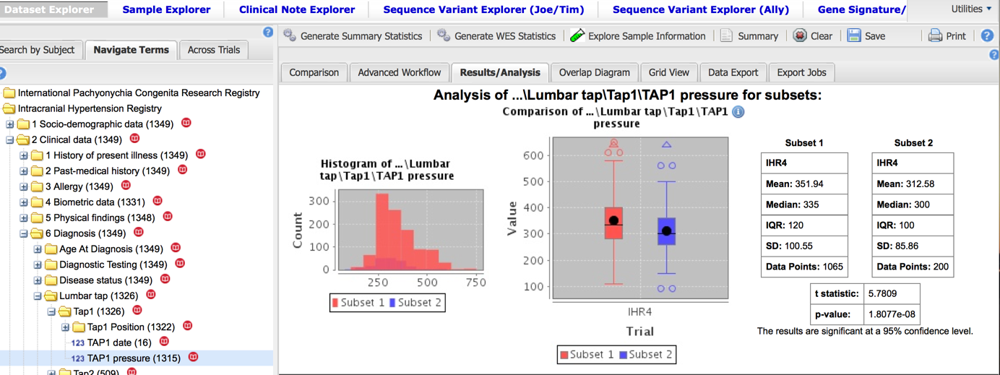 Dataset Explorer Sample Explorer Clinical Note Explorer Sequence Variant Explorer (Joe/Tim) Sequence Variant Explorer (Ally) Gene Signature/ Utilities
Generate Summary Statistics Generate WES Statistics Explore Sample Information Summary Clear Save Print
Search by Subject Navigate Terms Across Trials
Comparison Advanced Workflow Results/Analysis Overlap Diagram Grid View Data Export Export Jobs
International Pachyonychia Congenita Research Registry
Intracranial Hypertension Registry
1 Socio-demographic data (1349)
2 Clinical data (1349)
1 History of present illness (1349)
2 Past-medical history (1349)
3 Allergy (1349)
4 Biometric data (1331)
5 Physical findings (1348)
6 Diagnosis (1349)
Age At Diagnosis (1349)
Diagnostic Testing (1349)
Disease status (1349)
Lumbar tap (1326)
Tap1 (1326)
Tap1 Position (1322)
123 TAP1 date (16)
123 TAP1 pressure (1315)
Tap2 (509)
Analysis of ...\Lumbar tap\Tap1\TAP1 pressure for subsets:
Histogram of ...\Lumbar
tap\Tap1\TAP1 pressure
Count
300
200
100
0
250 500 750
Subset 1 Subset 2
Comparison of ...\Lumbar tap\Tap1\TAP1
pressure
Value
600
500
400
300
200
100
IHR4
Trial
Subset 1 Subset 2
Subset 1
IHR4
Mean: 351.94
Median: 335
IQR: 120
SD: 100.55
Data Points: 1065
Subset 2
IHR4
Mean: 312.58
Median: 300
IQR: 100
SD: 85.86
Data Points: 200
t statistic: 5.7809
p-value: 1.8077e-08
The results are significant at a 95% confidence level.